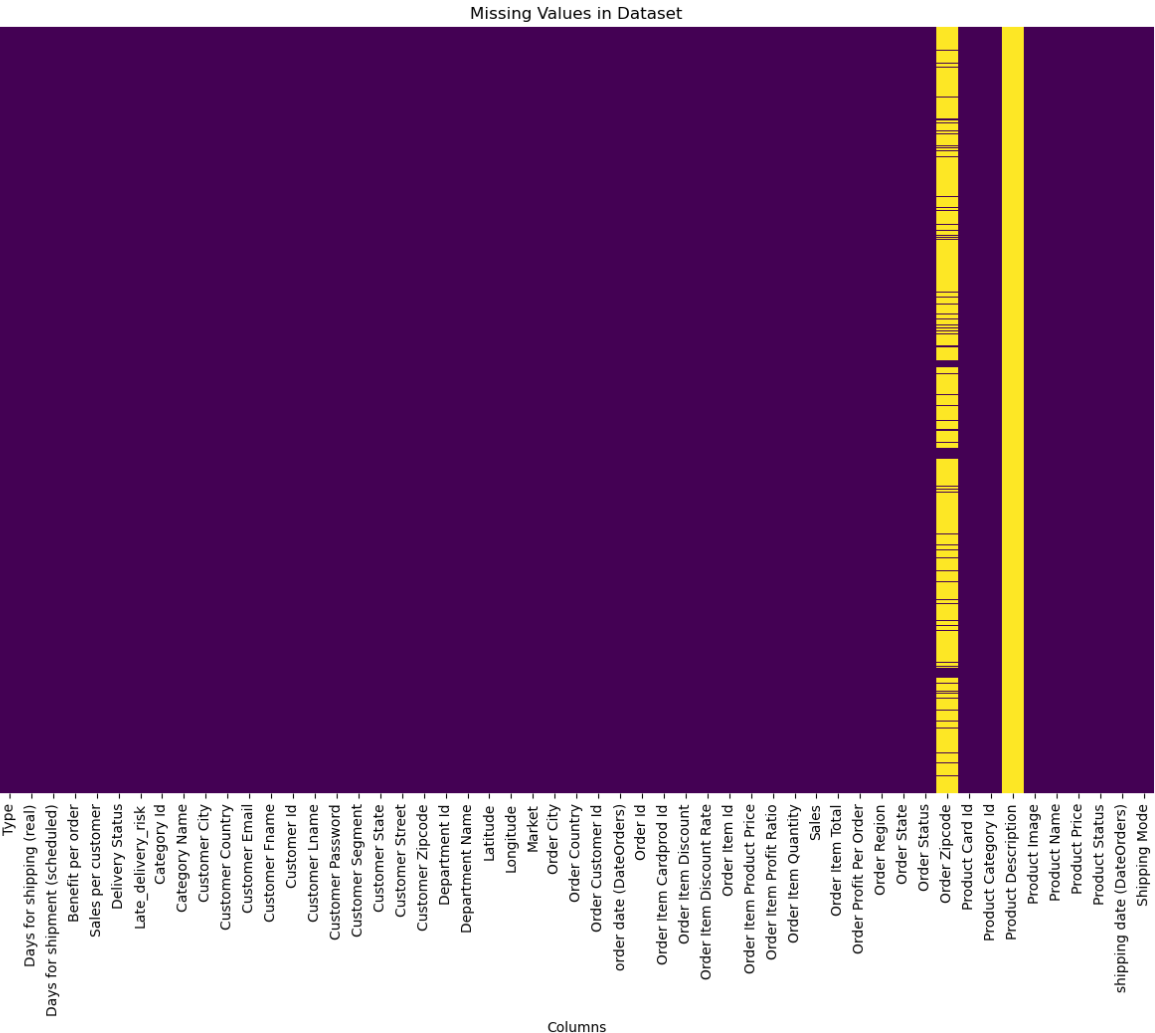 Missing Values in Dataset
Type
Days for shipping (real)
Days for shipment (scheduled)
Benefit per order
Sales per customer
Delivery Status
Late_delivery_risk
Category Id
Category Name
Customer City
Customer Country
Customer Email
Customer Fname
Customer Id
Customer Lname
Customer Password
Customer Segment
Customer State
Customer Street
Customer Zipcode
Department Id
Department Name
Latitude
Longitude
Market
Order City
Order Country
Order Customer Id
order date (DateOrders)
Order Id
Order Item Cardprod Id
Order Item Discount
Order Item Discount Rate
Order Item Id
Order Item Product Price
Order Item Profit Ratio
Order Item Quantity
Sales
Order Item Total
Order Profit Per Order
Order Region
Order State
Order Status
Order Zipcode
Product Card Id
Product Category Id
Product Description
Product Image
Product Name
Product Price
Product Status
shipping date (DateOrders)
Shipping Mode
Columns